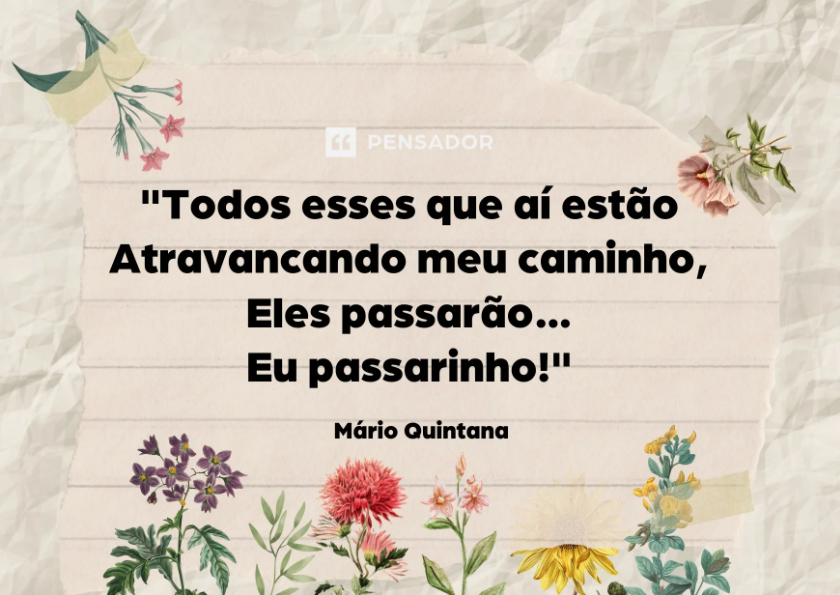 PENSADOR
"Todos esses que aí estão
Atravancando meu caminho,
Eles passarão...
Eu passarinho!"
Mário Quintana